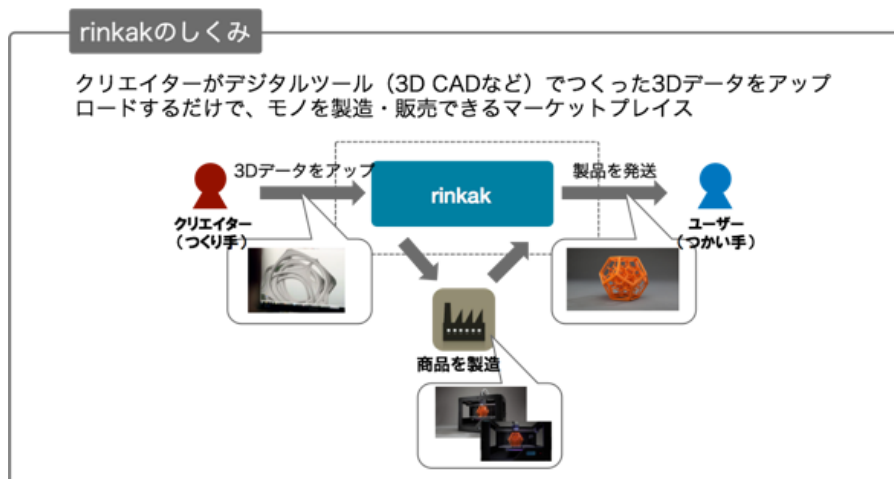 rinkakのしくみ
クリエイターがデジタルツール（3D CADなど）でつくった3Dデータをアップ
ロードするだけで、モノを製造・販売できるマーケットプレイス
3Dデータをアップ
rinkak
製品を発送
クリエイター
（つくり手）
ユーザー
（つかい手）
商品を製造